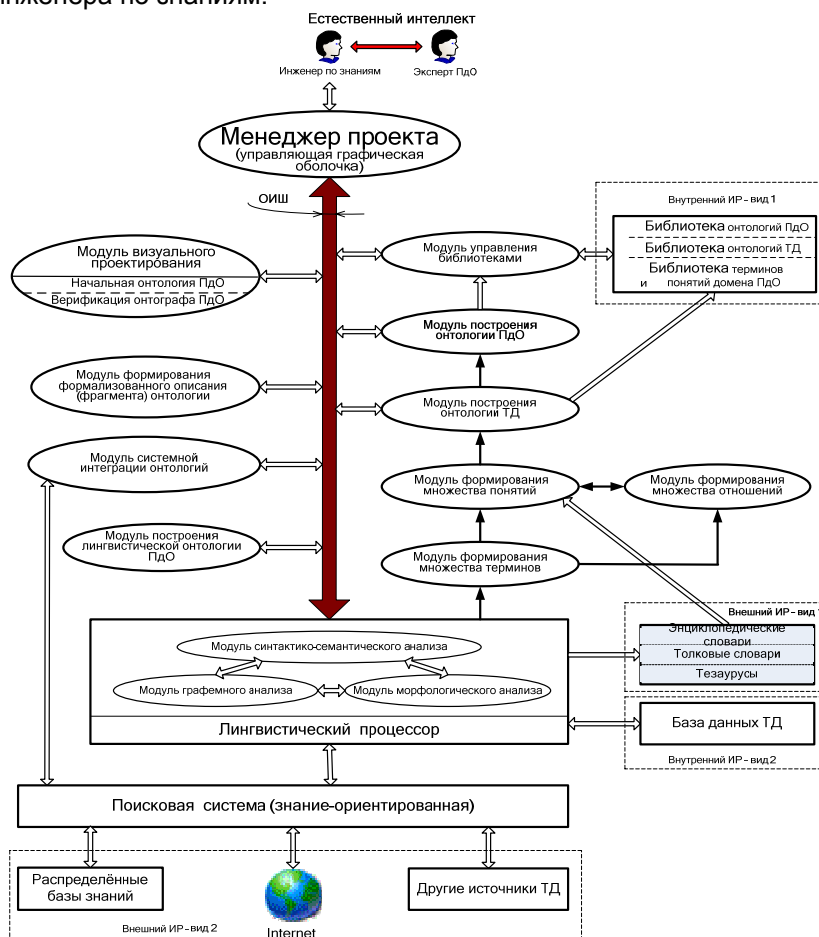 инженера по знаниям.
Естественный интеллект
Инженер по знаниям
Эксперт ПдО
Менеджер проекта
(управляющая графическая
оболочка)
ОИШ
Внутренний ИР – вид 1
Библиотека онтологий ПдО
Библиотека онтологий ТД
Библиотека терминов
и понятий домена ПдО
Модуль визуального
проектирования
Начальная онтология ПдО
Верификация онтографа ПдО
Модуль управления
библиотеками
Модуль построения
онтологии ПдО
Модуль формирования
формализованного описания
(фрагмента) онтологии
Модуль построения
онтологии ТД
Модуль системной
интеграции онтологий
Модуль формирования
множества понятий
Модуль формирования
множества отношений
Модуль построения
лингвистической онтологии
ПдО
Модуль формирования
множества терминов
Внешний ИР – вид 1
Энциклопедические
словари
Толковые словари
Тезаурусы
Модуль синтактико-семантического анализа
Модуль графемного анализа
Модуль морфологического анализа
Лингвистический процессор
База данных ТД
Внутренний ИР – вид 2
Поисковая система (знание-ориентированная)
Распределённые
базы знаний
Internet
Другие источники ТД
Внешний ИР – вид 2